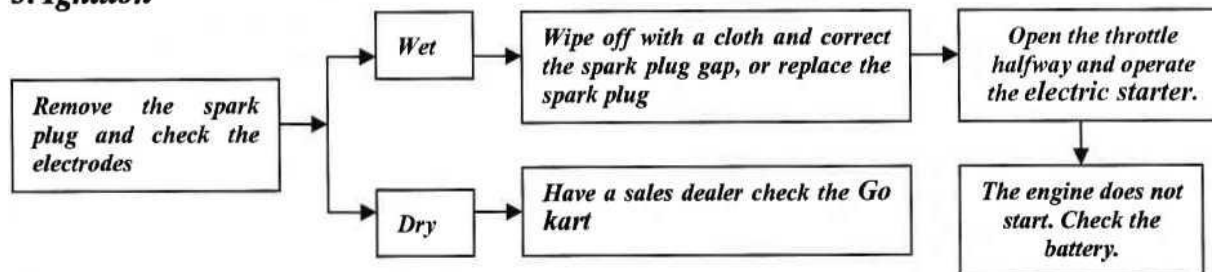 Ignition
Wet
Wipe off with a cloth and correct
the spark plug gap, or replace the
spark plug
Open the throttle
halfway and operate
the electric starter.
Remove the spark
plug and check the
electrodes
Dry
Have a sales dealer check the Go
kart
The engine does not
start. Check the
battery.